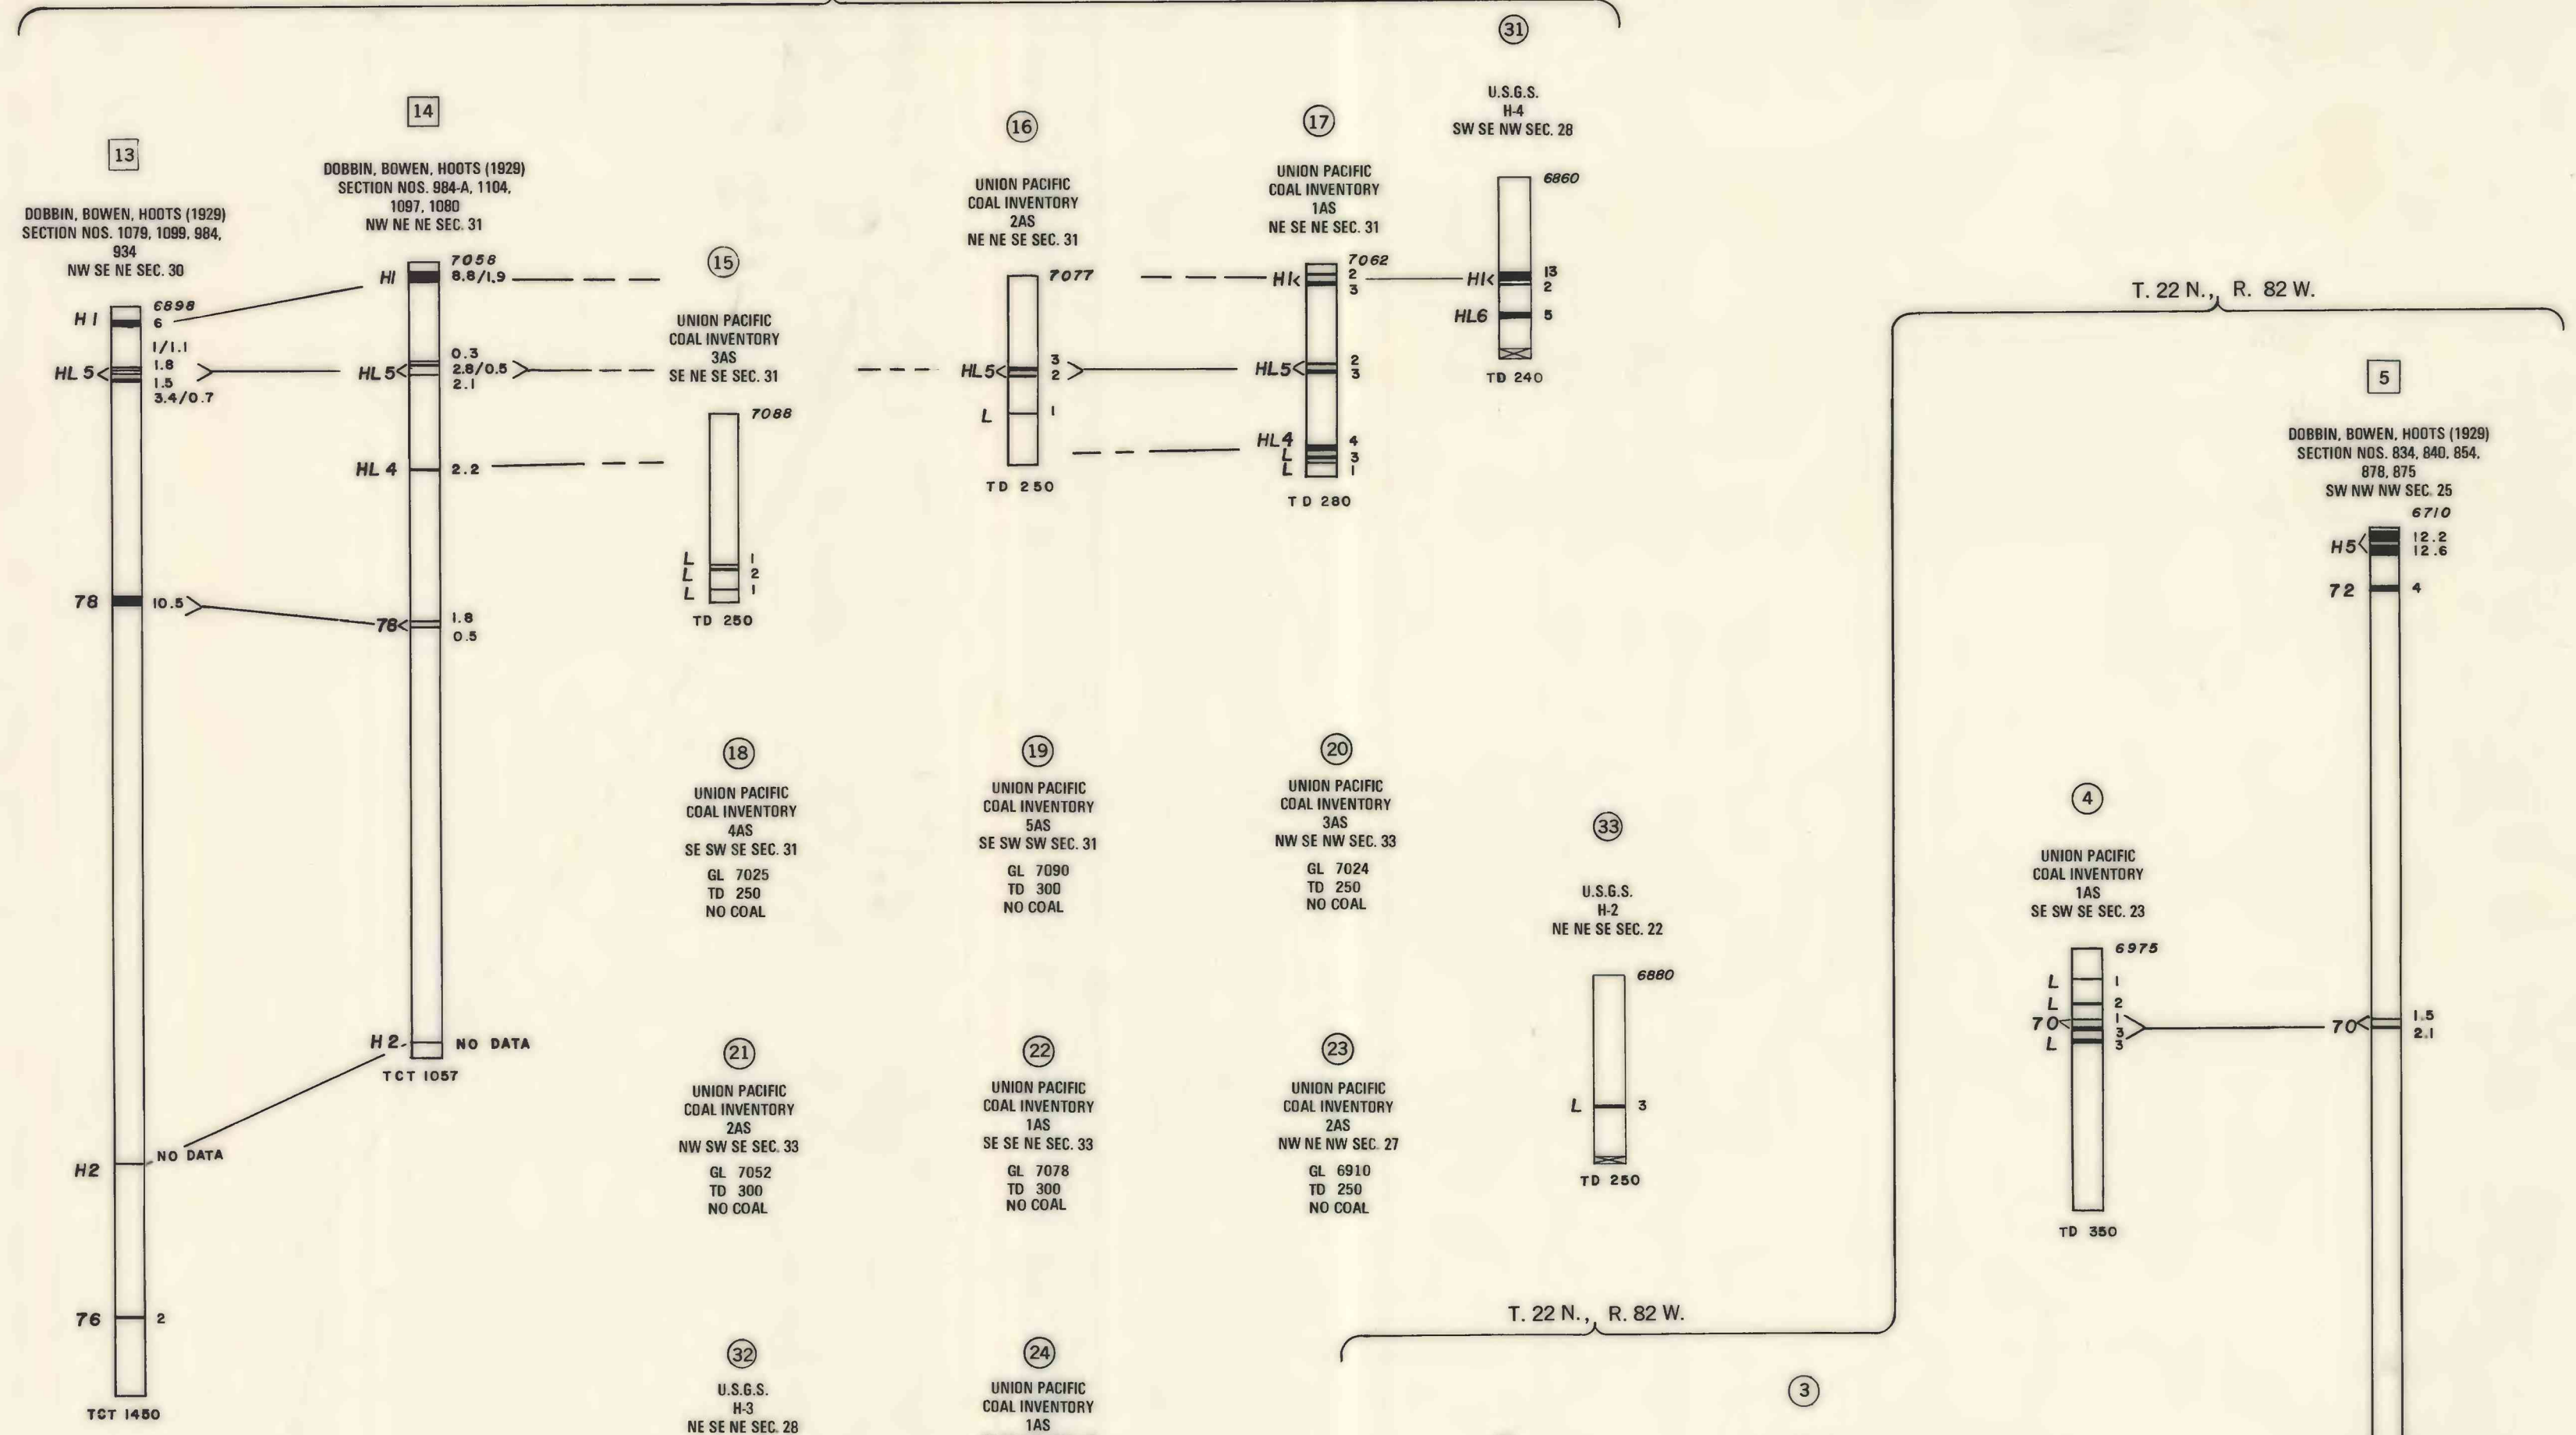 13
DOBBIN, BOWEN, HOOTS (1929)
SECTION NOS. 1079, 1099, 984,
934
NW SE NE SEC. 30
6898
H1
6
1/1.1
1.8
HL 5
1.5
3.4/0.7
78
10.5
H2
NO DATA
76
2
TCT 1450
14
DOBBIN, BOWEN, HOOTS (1929)
SECTION NOS. 984-A, 1104,
1097, 1080
NW NE NE SEC. 31
7058
H1
8.8/1.9
0.3
HL5
2.8/0.5
2.1
HL 4
2.2
78
1.8
0.5
H2
NO DATA
TCT 1057
15
UNION PACIFIC
COAL INVENTORY
3AS
SE NE SE SEC. 31
7088
L 1
L 2
L 1
TD 250
16
UNION PACIFIC
COAL INVENTORY
2AS
NE NE SE SEC. 31
7077
HL5
3
2
L 1
TD 250
17
UNION PACIFIC
COAL INVENTORY
1AS
NE SE NE SEC. 31
7062
H1
2
3
HL5
2
3
HL4 4
L 3
L 1
TD 280
31
U.S.G.S.
H-4
SW SE NW SEC. 28
6860
H1
13
2
HL6 5
TD 240
18
UNION PACIFIC
COAL INVENTORY
4AS
SE SW SE SEC. 31
GL 7025
TD 250
NO COAL
19
UNION PACIFIC
COAL INVENTORY
5AS
SE SW SW SEC. 31
GL 7090
TD 300
NO COAL
20
UNION PACIFIC
COAL INVENTORY
3AS
NW SE NW SEC. 33
GL 7024
TD 250
NO COAL
33
U.S.G.S.
H-2
NE NE SE SEC. 22
6880
L 3
TD 250
21
UNION PACIFIC
COAL INVENTORY
2AS
NW SW SE SEC. 33
GL 7052
TD 300
NO COAL
22
UNION PACIFIC
COAL INVENTORY
1AS
SE SE NE SEC. 33
GL 7078
TD 300
NO COAL
23
UNION PACIFIC
COAL INVENTORY
2AS
NW NE NW SEC. 27
GL 6910
TD 250
NO COAL
32
U.S.G.S.
H-3
NE SE NE SEC. 28
24
UNION PACIFIC
COAL INVENTORY
1AS
T. 22 N., R. 82 W.
3
T. 22 N., R. 82 W.
4
UNION PACIFIC
COAL INVENTORY
1AS
SE SW SE SEC. 23
6975
L 1
L 2
70
1
3
L 3
TD 350
5
DOBBIN, BOWEN, HOOTS (1929)
SECTION NOS. 834, 840, 854,
878, 875
SW NW NW SEC. 25
6710
H5
12.2
12.6
72 4
70
1.5
2.1